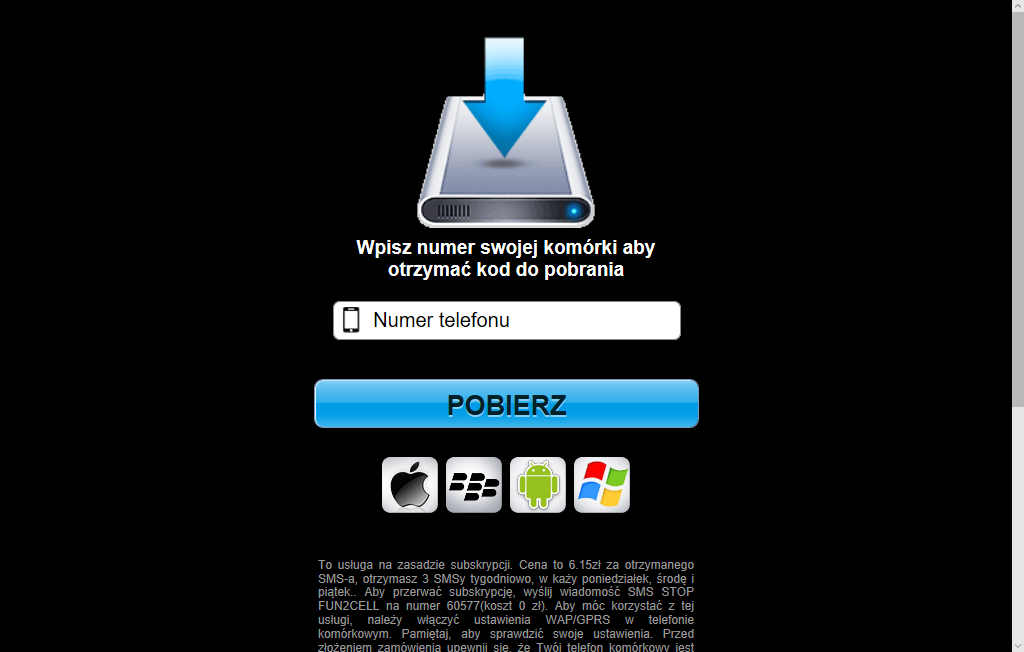 Wpisz numer swojej komórki aby
otrzymać kod do pobrania
Numer telefonu
POBIERZ
To usługa na zasadzie subskrypcji. Cena to 6.15zł za otrzymanego
SMS-a, otrzymasz 3 SMSy tygodniowo, w każy poniedziałek, środę i
piątek.. Aby przerwać subskrypcję, wyślij wiadomość SMS STOP
FUN2CELL na numer 60577(koszt 0 zł). Aby móc korzystać z tej
usługi, należy włączyć ustawienia WAP/GPRS w telefonie
komórkowym. Pamiętaj, aby sprawdzić swoje ustawienia. Przed
złożeniem zamówienia upewnij się, że Twój telefon komórkowy jest